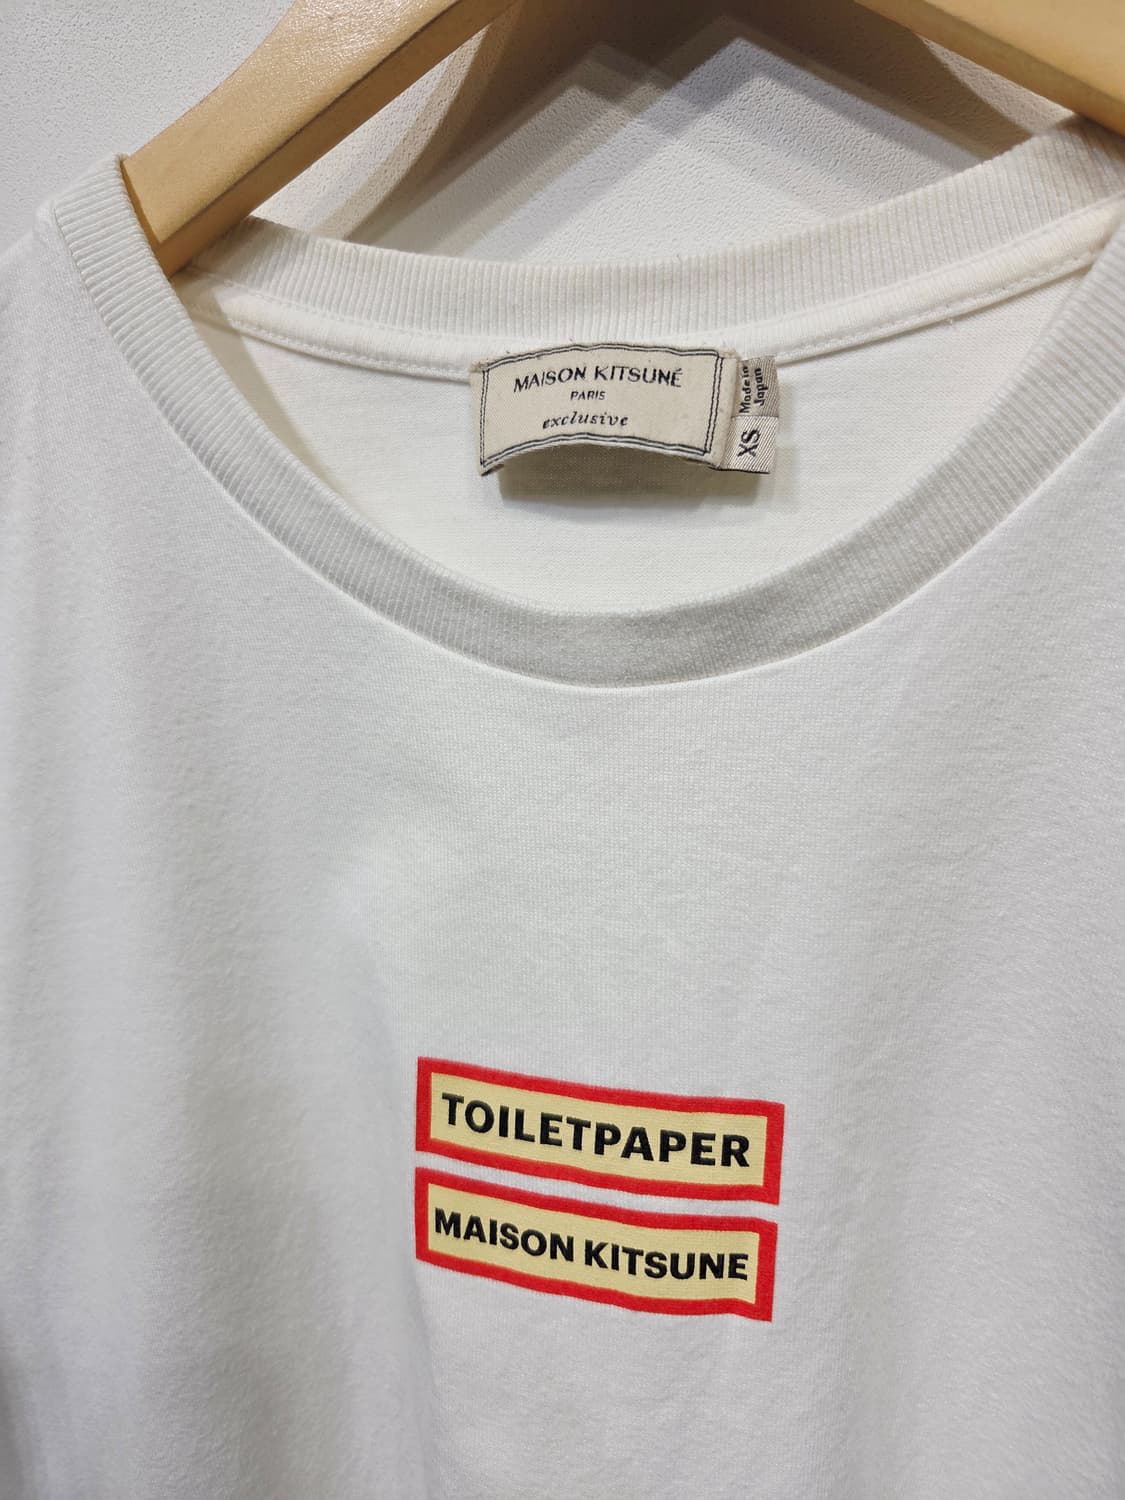 MAISON KITSUNÉ
PARIS
exclusive
Made in
Japan
XS
TOILETPAPER
MAISON KITSUNE